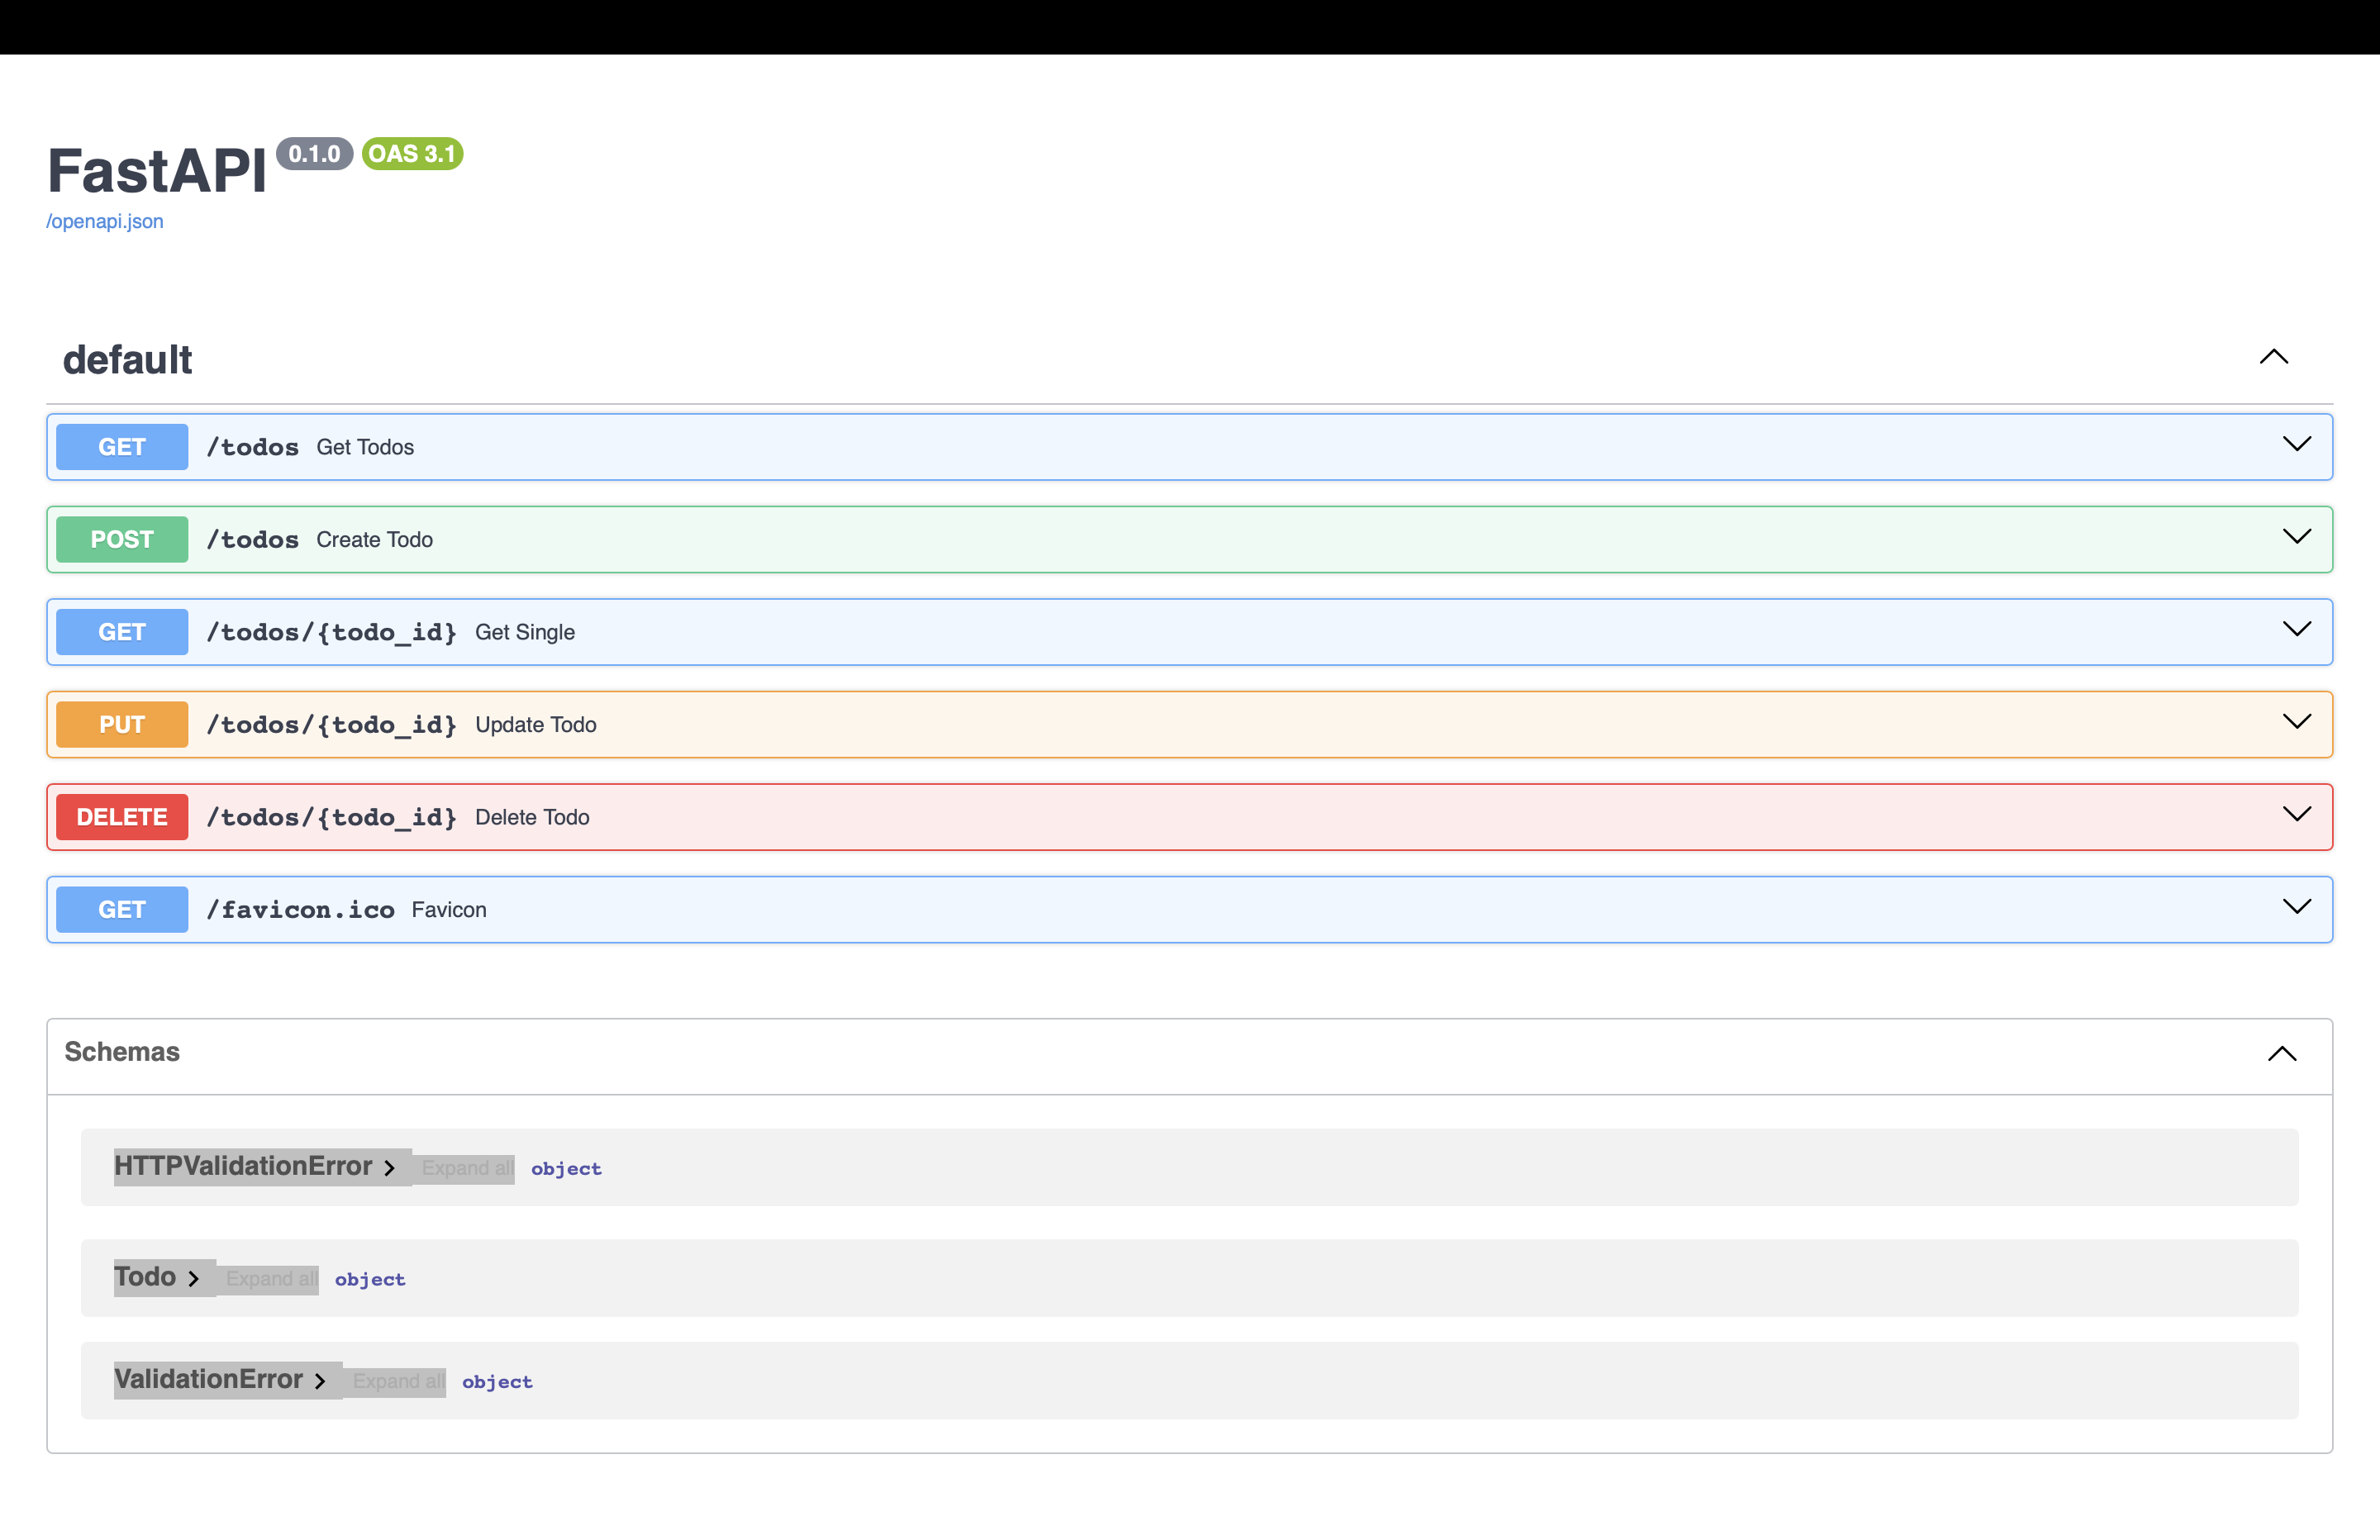 FastAPI 0.1.0 OAS 3.1
/openapi.json
default
GET /todos Get Todos
POST /todos Create Todo
GET /todos/{todo_id} Get Single
PUT /todos/{todo_id} Update Todo
DELETE /todos/{todo_id} Delete Todo
GET /favicon.ico Favicon
Schemas
HTTPValidationError Expand all object
Todo Expand all object
ValidationError Expand all object